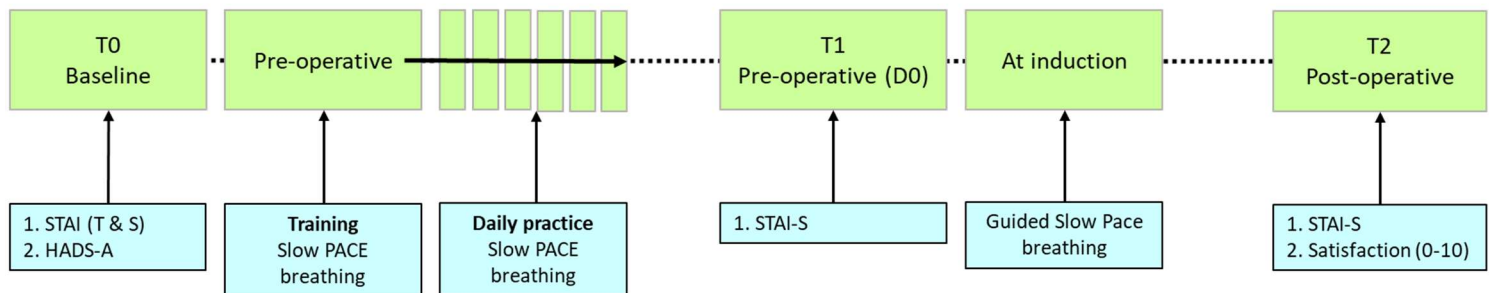 T0
Baseline
Pre-operative
T1
Pre-operative (D0)
At induction
T2
Post-operative
1. STAI (T & S)
2. HADS-A
Training
Slow PACE
breathing
Daily practice
Slow PACE
breathing
1. STAI-S
Guided Slow Pace
breathing
1. STAI-S
2. Satisfaction (0-10)